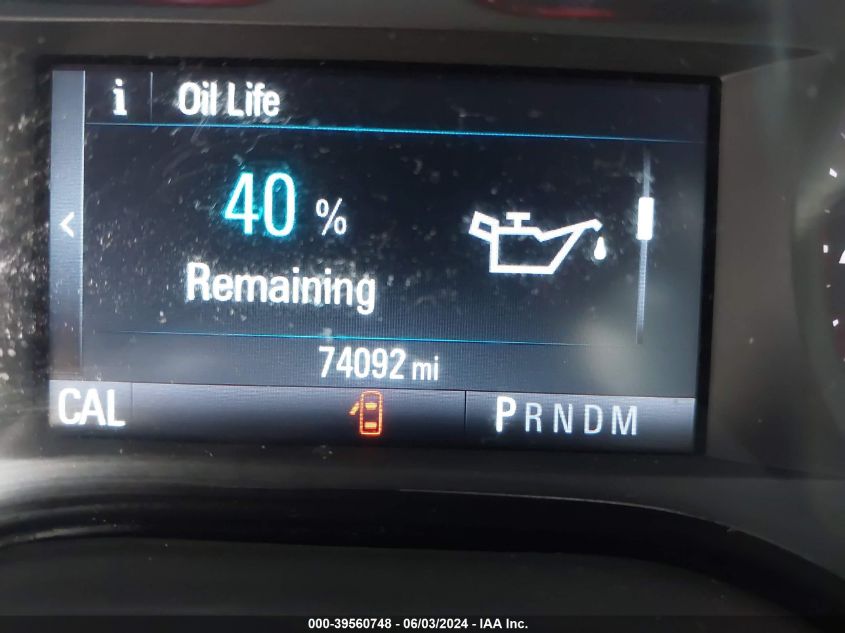 i Oil Life
40 %
Remaining
74092 mi
CAL PRNDM
000-39560748 - 06/03/2024 - IAA Inc.